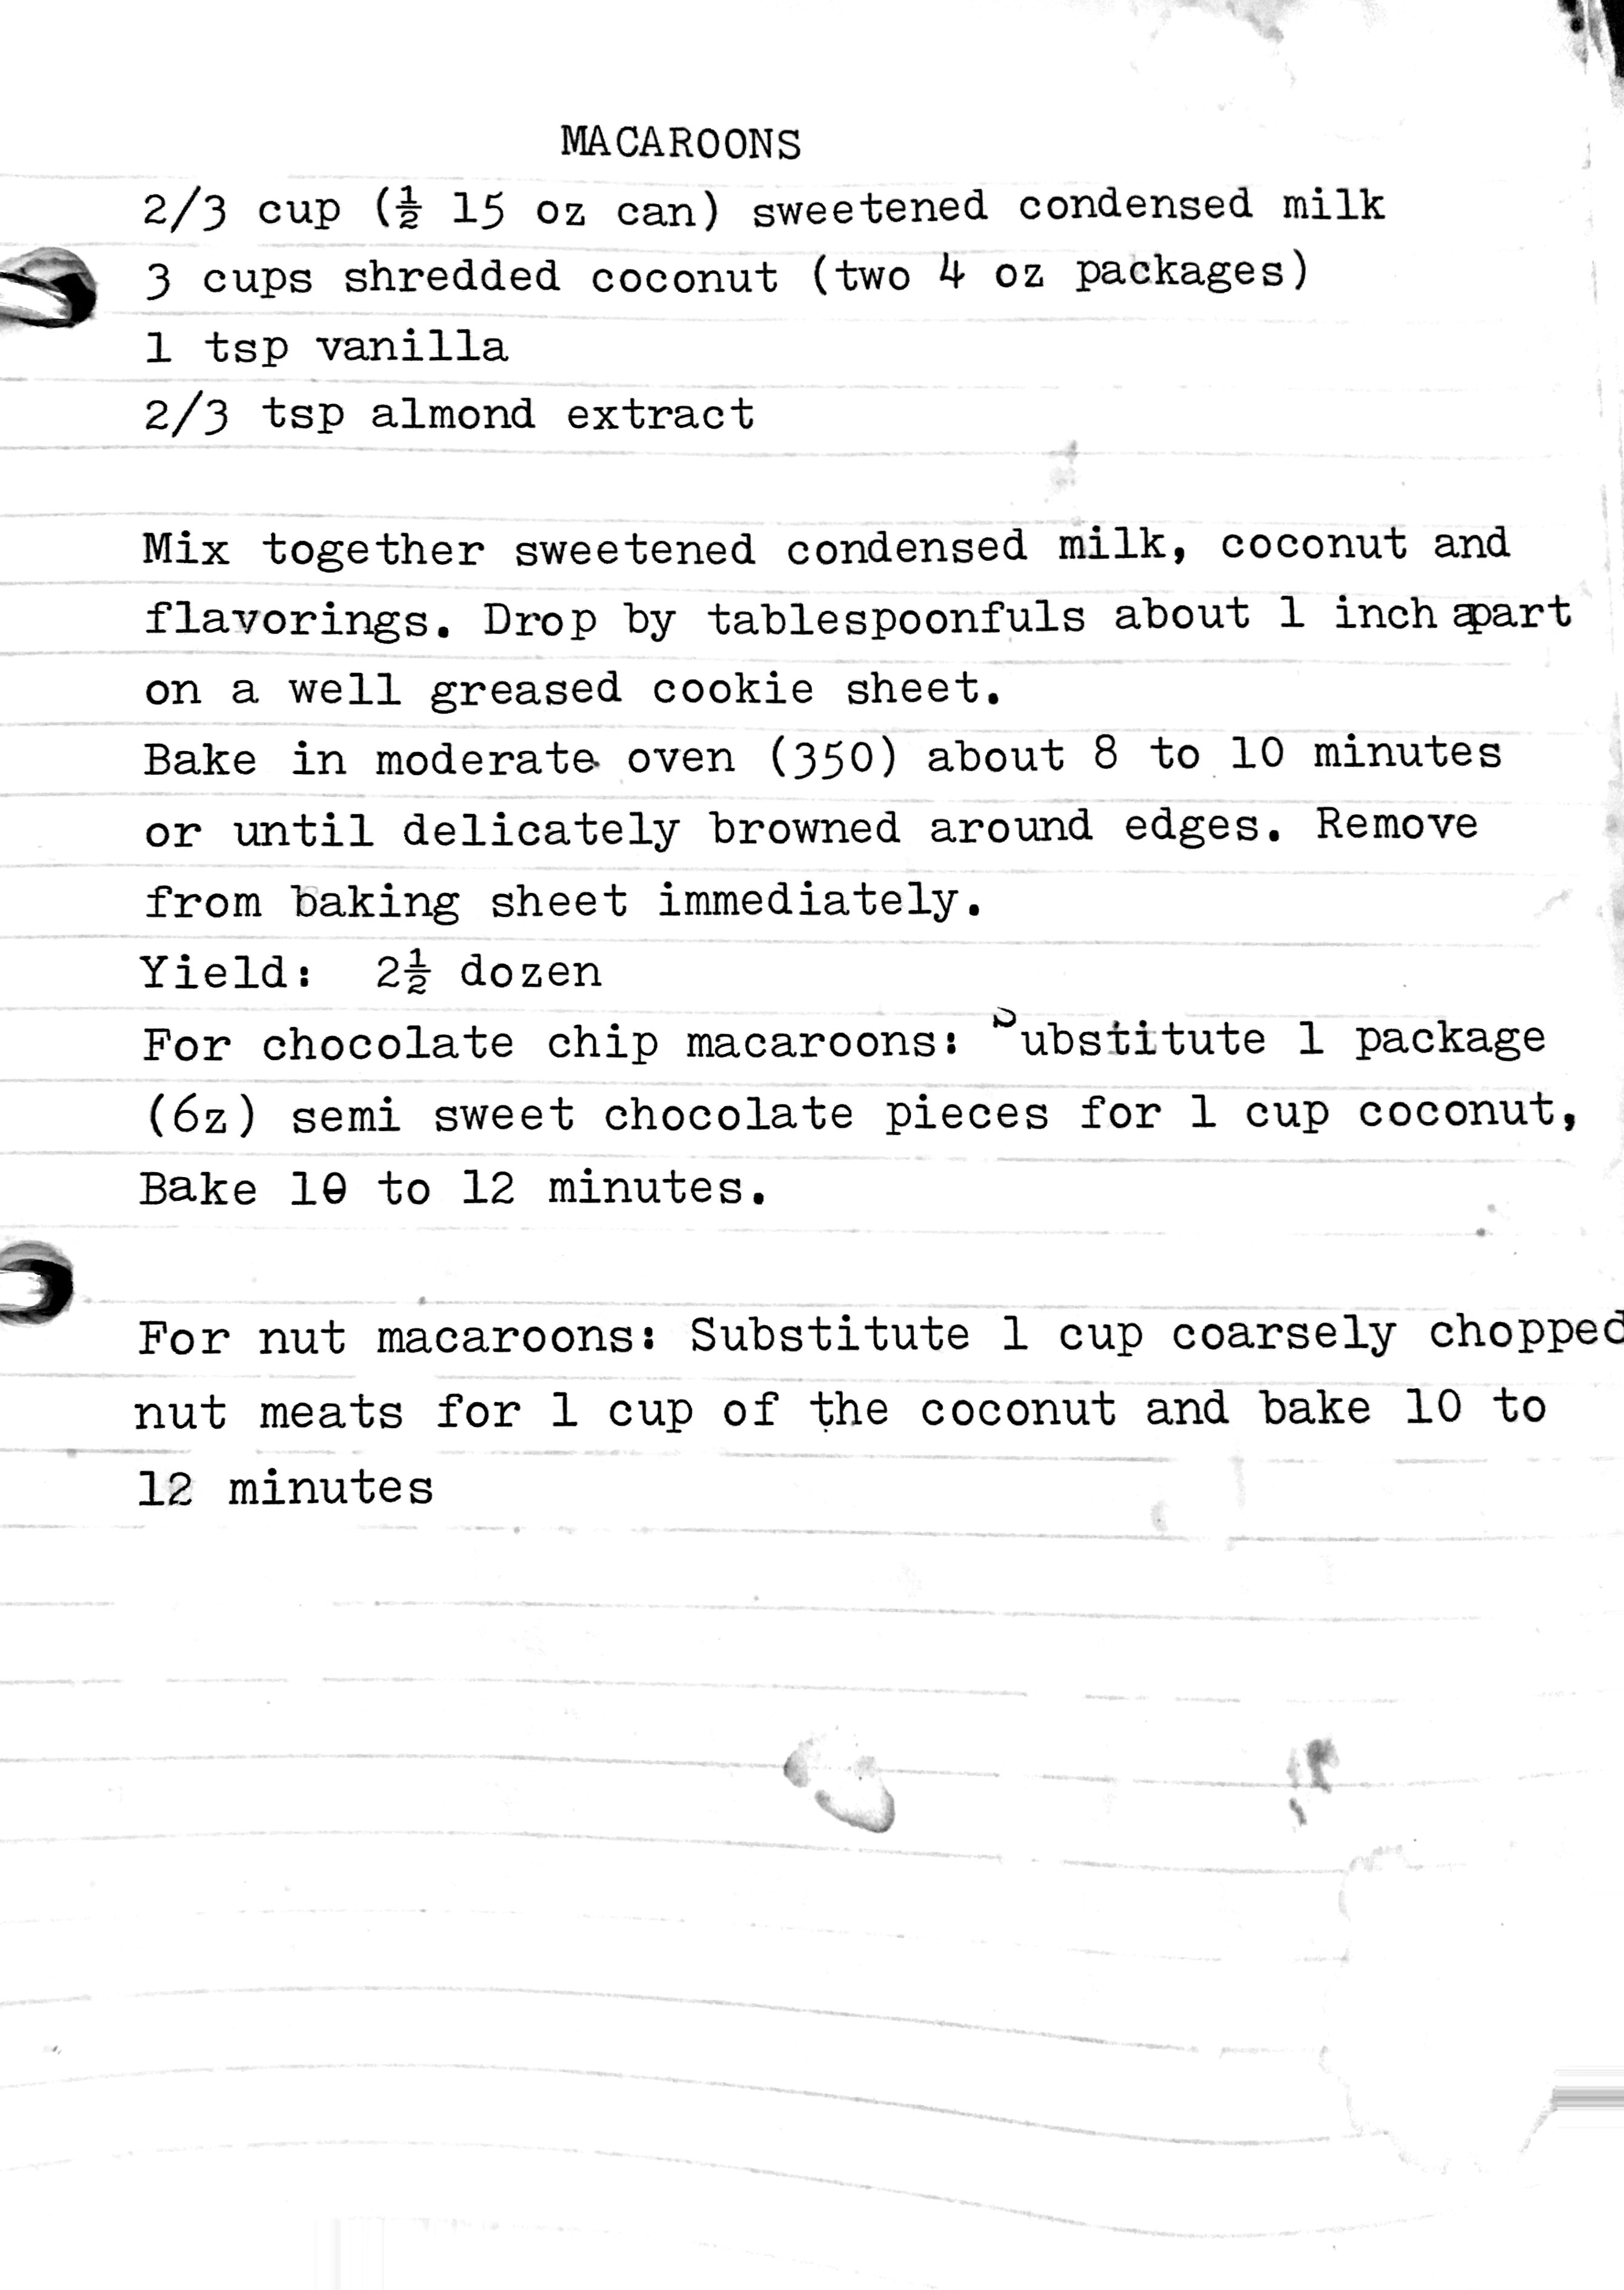 MACAROONS
2/3 cup (½ 15 oz can) sweetened condensed milk
3 cups shredded coconut (two 4 oz packages)
1 tsp vanilla
2/3 tsp almond extract
Mix together sweetened condensed milk, coconut and
flavorings. Drop by tablespoonfuls about 1 inch apart
on a well greased cookie sheet.
Bake in moderate oven (350) about 8 to 10 minutes
or until delicately browned around edges. Remove
from baking sheet immediately.
Yield: 2½ dozen
For chocolate chip macaroons: Substitute 1 package
(6z) semi sweet chocolate pieces for 1 cup coconut,
Bake 10 to 12 minutes.
For nut macaroons: Substitute 1 cup coarsely chopped
nut meats for 1 cup of the coconut and bake 10 to
12 minutes